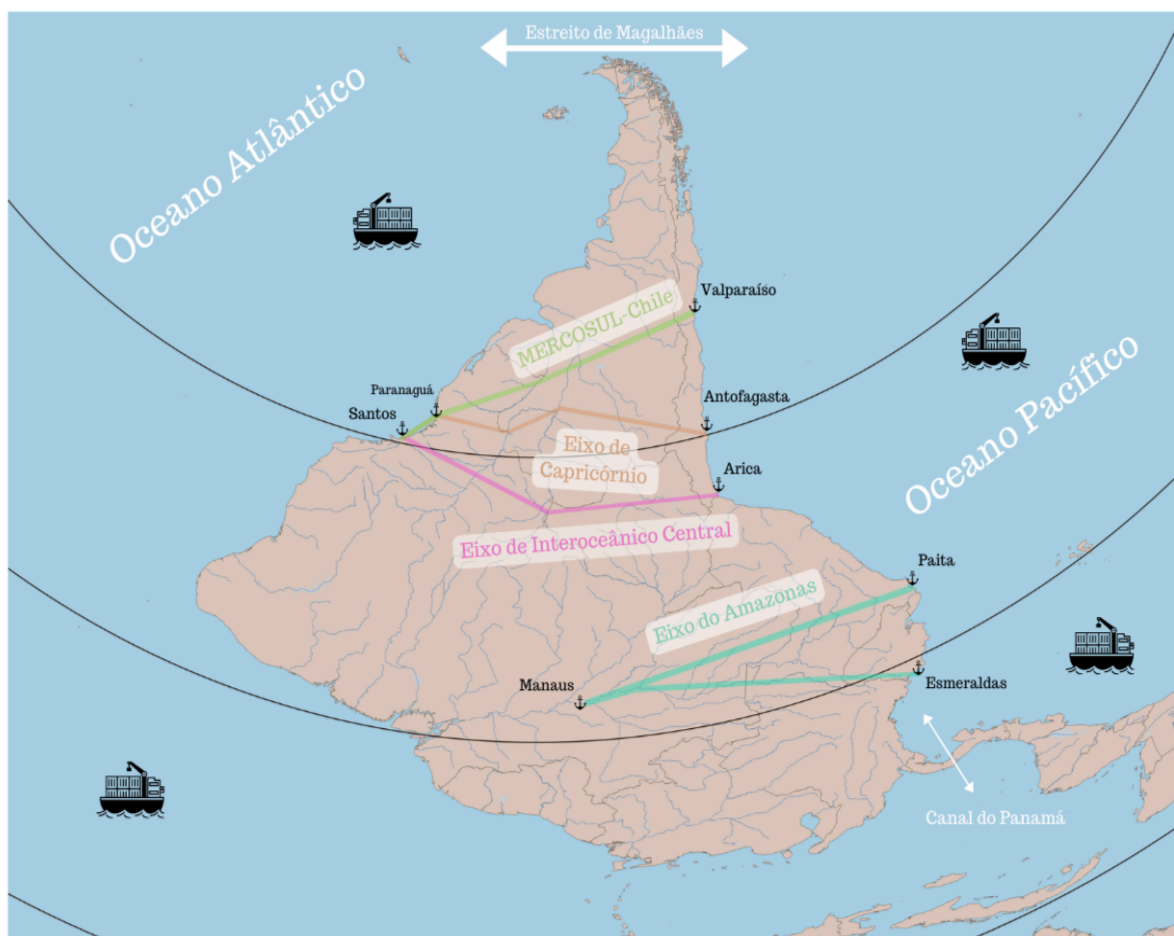 Estreito de Magalhães
Oceano Atlântico
Valparaíso
MERCOSUL-Chile
Oceano Pacífico
Paranaguá
Santos
Antofagasta
Eixo de
Capricórnio
Arica
Eixo de Interoceânico Central
Paita
Eixo do Amazonas
Manaus
Esmeraldas
Canal do Panamá